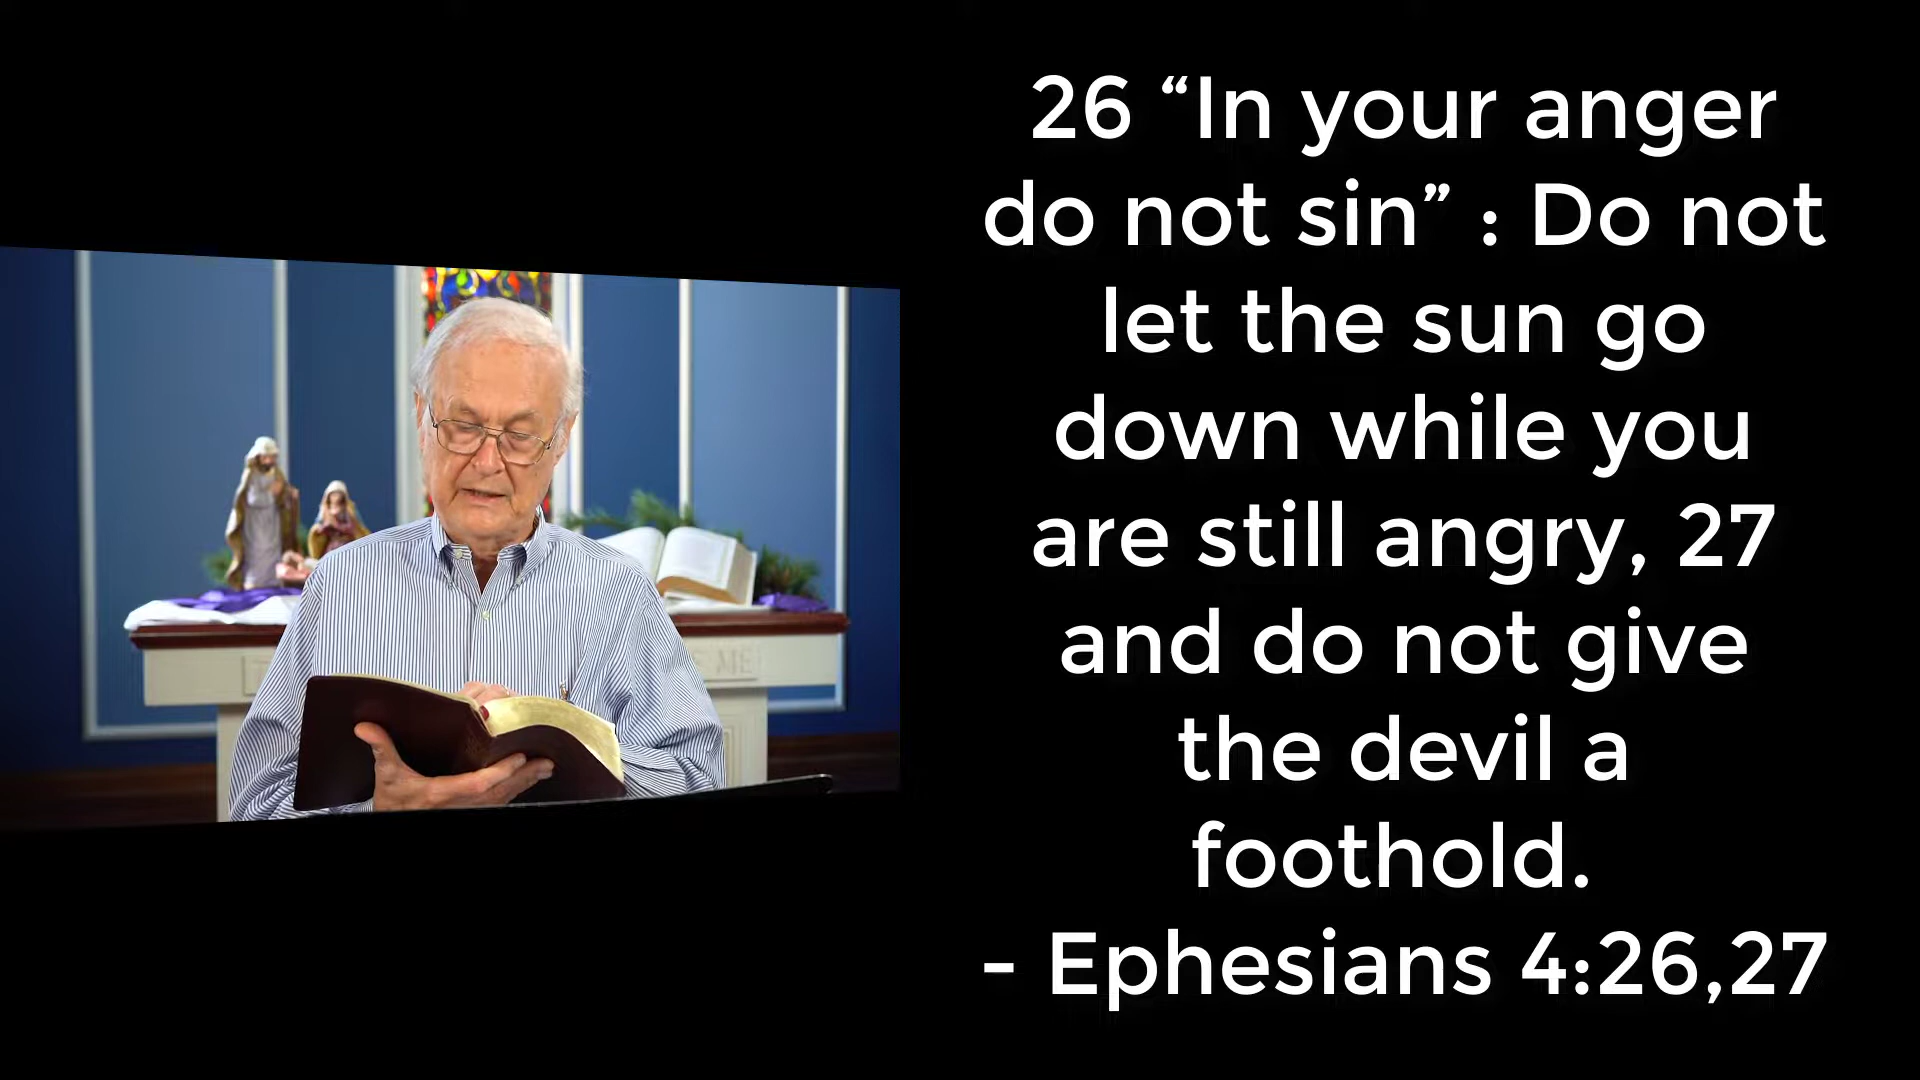 26 “In your anger
do not sin” : Do not
let the sun go
down while you
are still angry, 27
and do not give
the devil a
foothold.
- Ephesians 4:26,27
ME